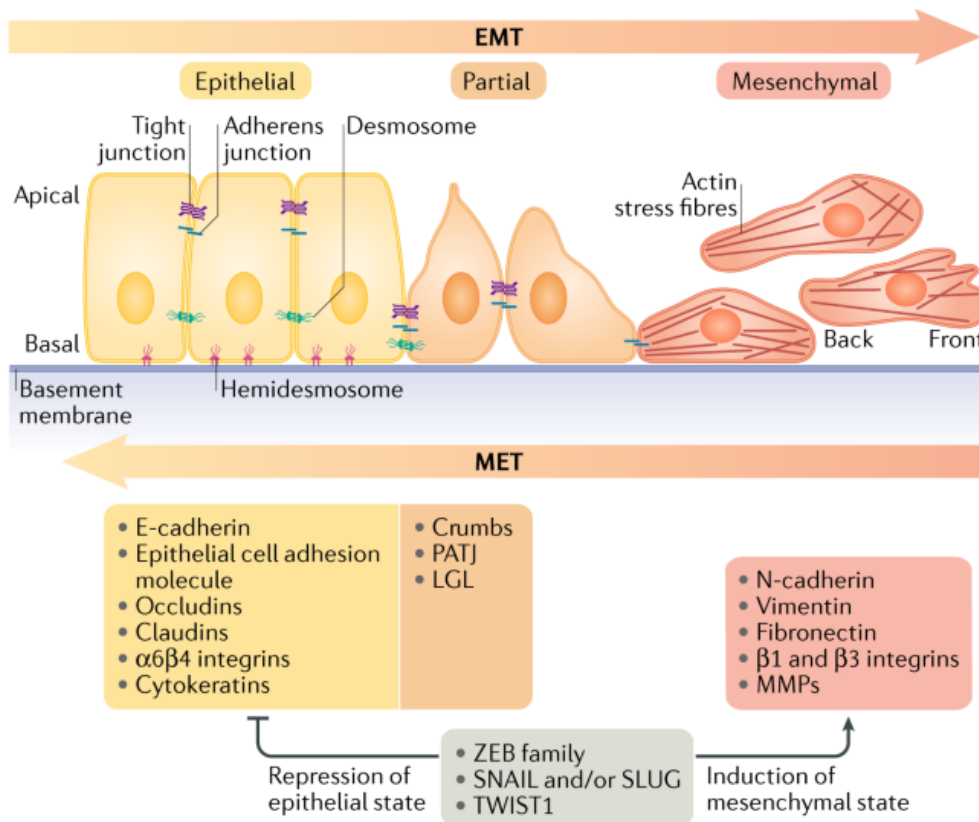 EMT
Epithelial
Partial
Mesenchymal
Tight
junction
Adherens
junction
Desmosome
Apical
Actin
stress fibres
Basal
Back
Front
Basement
membrane
Hemidesmosome
MET
• E-cadherin
• Epithelial cell adhesion
molecule
• Occludins
• Claudins
• α6β4 integrins
• Cytokeratins
• Crumbs
• PATJ
• LGL
• N-cadherin
• Vimentin
• Fibronectin
• β1 and β3 integrins
• MMPs
Repression of
epithelial state
• ZEB family
• SNAIL and/or SLUG
• TWIST1
Induction of
mesenchymal state